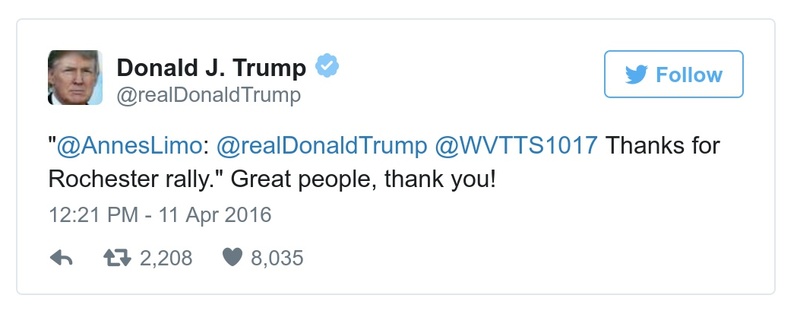 Donald J. Trump
@realDonaldTrump
Follow
"@AnnesLimo: @realDonaldTrump @WVTTS1017 Thanks for
Rochester rally." Great people, thank you!
12:21 PM - 11 Apr 2016
2,208 8,035